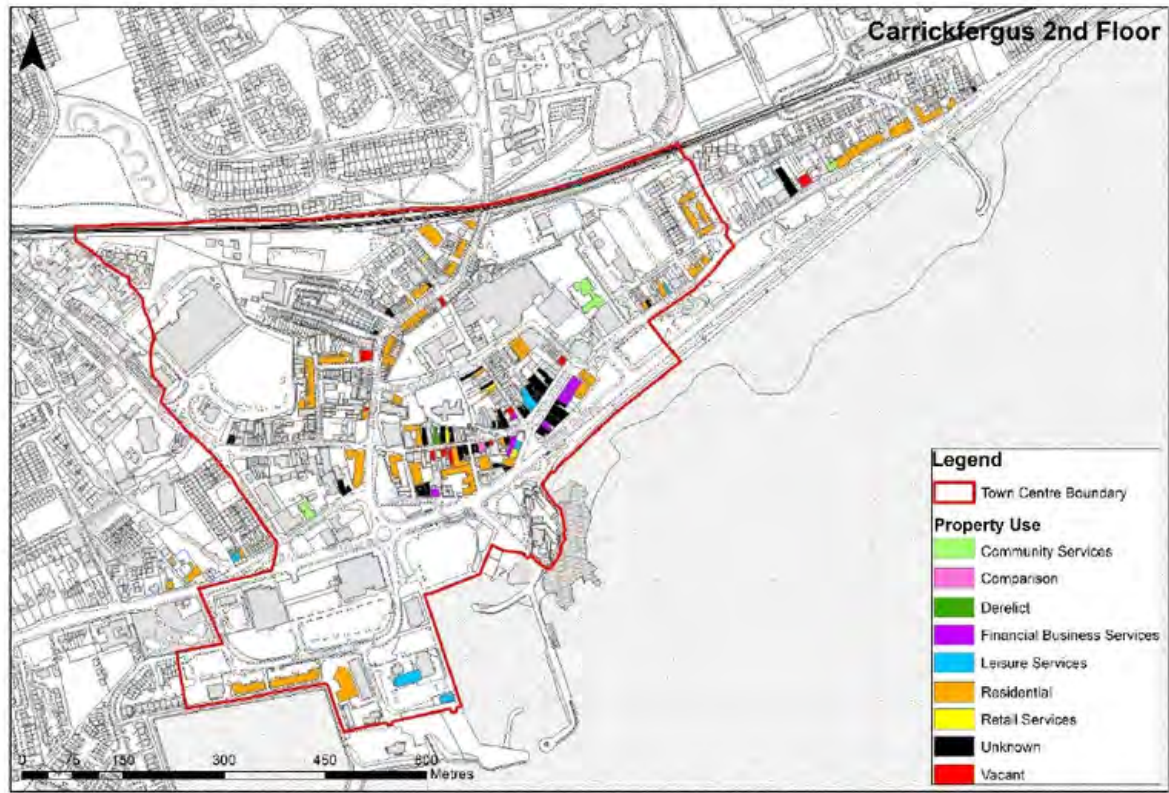 Carrickfergus 2nd Floor
Legend
Town Centre Boundary
Property Use
Community Services
Comparison
Derelict
Financial Business Services
Leisure Services
Residential
Retail Services
Unknown
Vacant
0 75 150 300 450 600
Metres